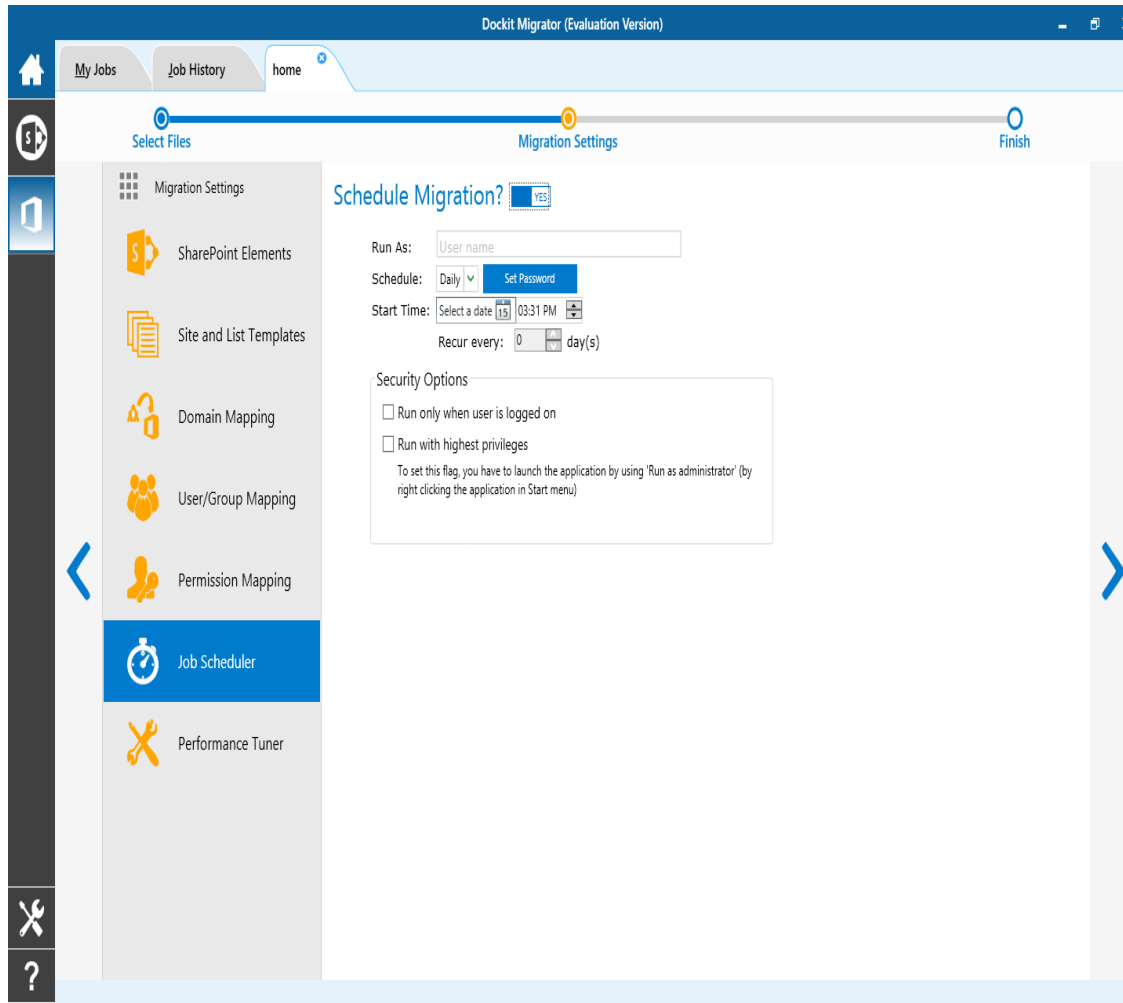 Dockit Migrator (Evaluation Version)
My Jobs
Job History
home
Select Files
Migration Settings
Finish
Migration Settings
SharePoint Elements
Site and List Templates
Domain Mapping
User/Group Mapping
Permission Mapping
Job Scheduler
Performance Tuner
Schedule Migration? YES
Run As: User name
Schedule: Daily Set Password
Start Time: Select a date 15 03:31 PM
Recur every: 0 day(s)
Security Options
Run only when user is logged on
Run with highest privileges
To set this flag, you have to launch the application by using 'Run as administrator' (by
right clicking the application in Start menu)